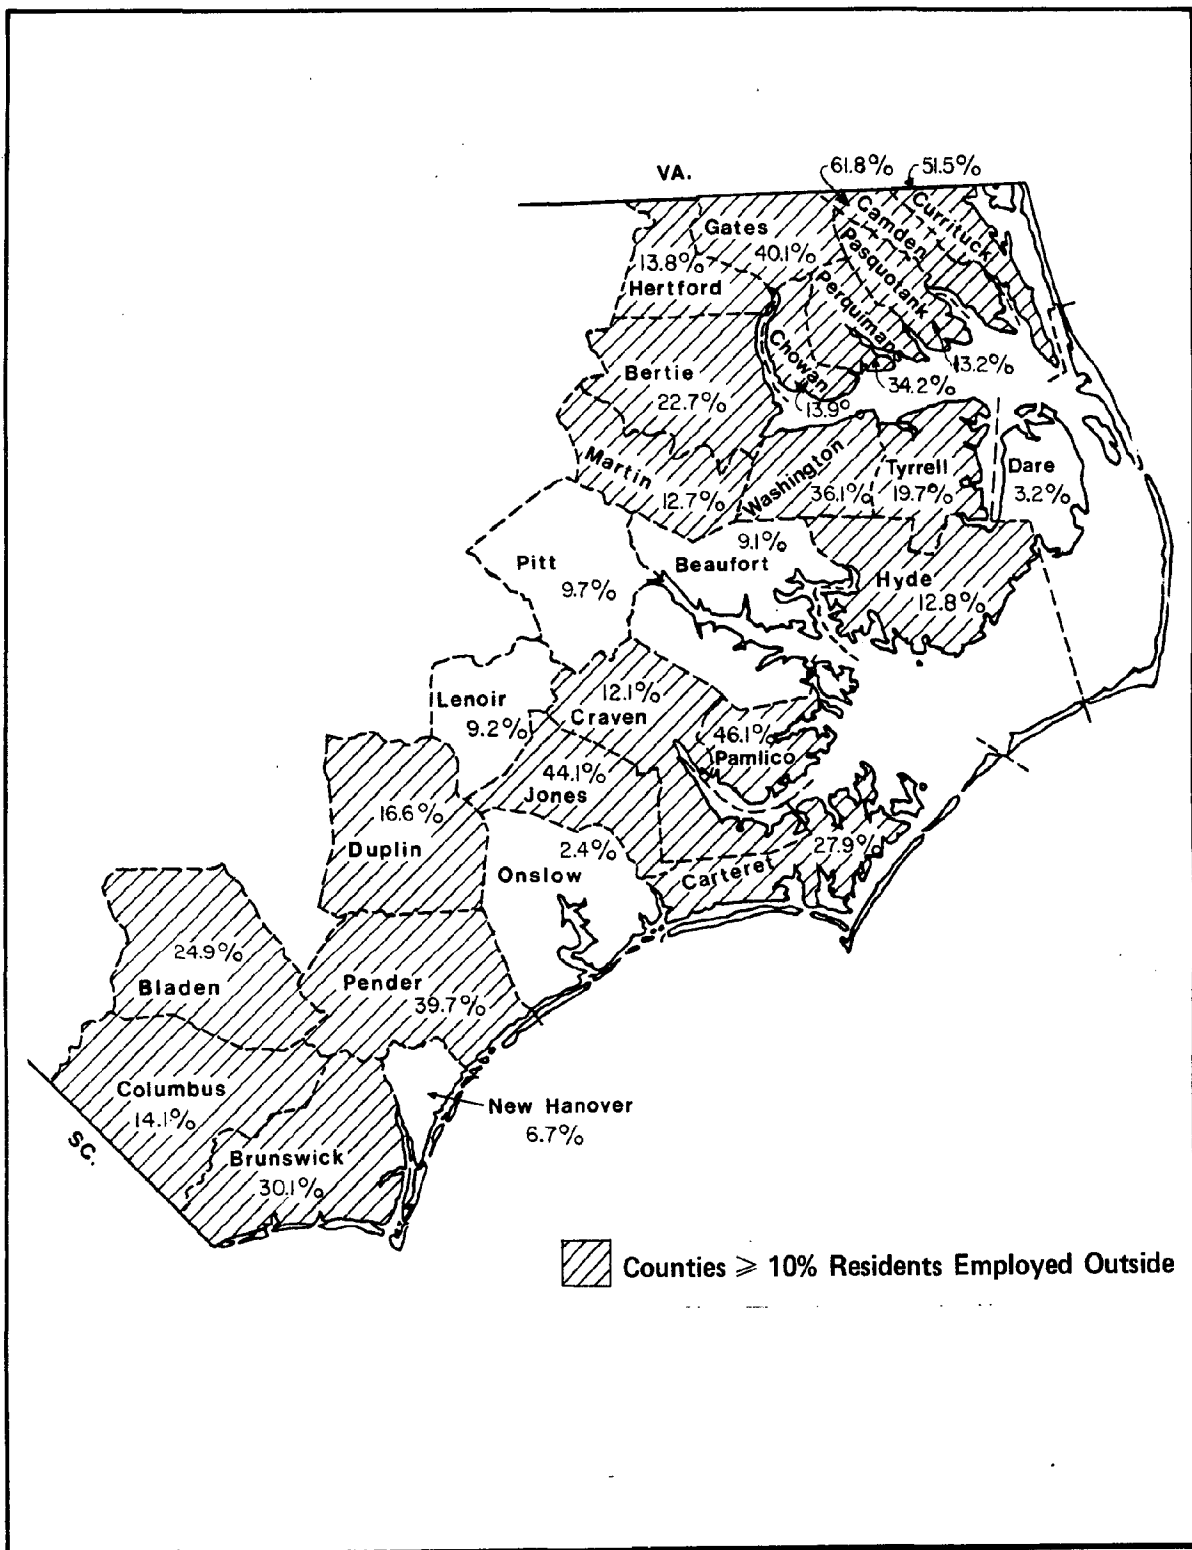 VA.
61.8%
51.5%
Gates
40.1%
Camden
Currituck
Pasquotank
13.8%
Hertford
Perquiman
Chowan
13.2%
34.2%
13.9°
Bertie
22.7%
Martin
12.7%
Washington
36.1%
Tyrrell
19.7%
Dare
3.2%
Pitt
9.7%
9.1%
Beaufort
Hyde
12.8%
Lenoir
9.2%
12.1%
Craven
46.1%
Pamlico
44.1%
Jones
16.6%
Duplin
2.4%
Onslow
27.9%
Carteret
24.9%
Bladen
Pender
39.7%
Columbus
14.1%
New Hanover
6.7%
SC.
Brunswick
30.1%
Counties ⩾ 10% Residents Employed Outside